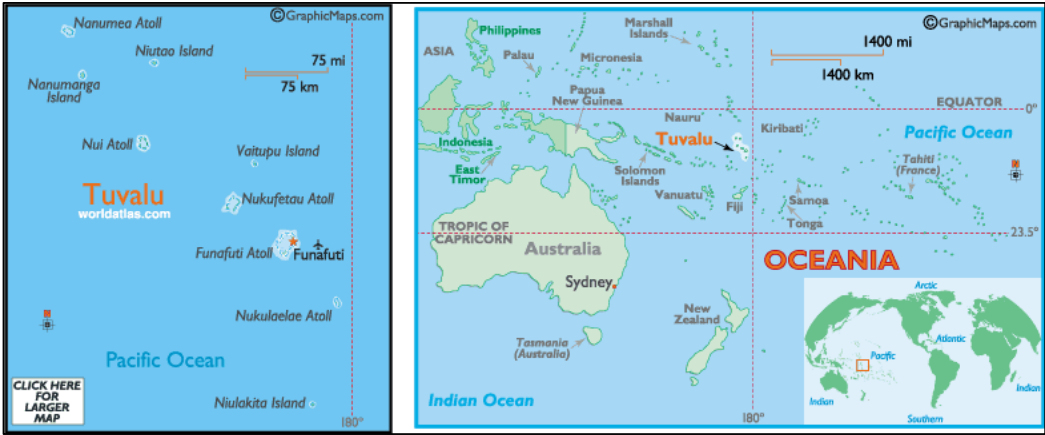 ©GraphicMaps.com
Nanumea Atoll
Niutao Island
75 mi
75 km
Nanumanga
Island
Nui Atoll
Vaitupu Island
Tuvalu
worldatlas.com
Nukufetau Atoll
Funafuti Atoll
Funafuti
Nukulaelae Atoll
Pacific Ocean
CLICK HERE
FOR
LARGER
MAP
Niulakita Island
180°
©GraphicMaps.com
Philippines
Marshall
Islands
1400 mi
1400 km
ASIA
Palau
Micronesia
Papua
New Guinea
EQUATOR
0°
Nauru
Kiribati
Pacific Ocean
Tuvalu
Indonesia
East
Timor
Solomon
Islands
Tahiti
(France)
Vanuatu
Fiji
Samoa
Tonga
TROPIC OF
CAPRICORN
23.5°
Australia
OCEANIA
Sydney
New
Zealand
Tasmania
(Australia)
Indian Ocean
180°
Arctic
Atlantic
Pacific
Indian
Indian
Southern